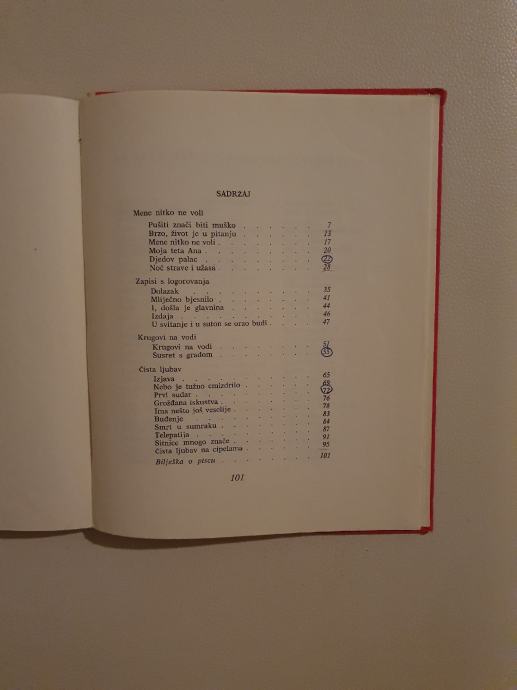 SADRŽAJ
Mene nitko ne voli
Pušiti znači biti muško . . . . . . 7
Brzo, život je u pitanju . . . . . . 13
Mene nitko ne voli . . . . . . . 17
Moja teta Ana . . . . . . . . 20
Djedov palac . . . . . . . . 22
Noć strave i užasa . . . . . . . 28
Zapisi s logorovanja
Dolazak . . . . . . . . 35
Mliječno bjesnilo . . . . . . . 41
I, došla je glavnina . . . . . . . 44
Izdaja . . . . . . . . 46
U svitanje i u suton se orao budi . . . . 47
Krugovi na vodi
Krugovi na vodi . . . . . . . 51
Susret s gradom . . . . . . . 55
Čista ljubav
Izjava . . . . . . . . 65
Nebo je tužno cmizdrilo . . . . . . 68
Prvi sudar . . . . . . . . 72
Grožđana iskustva . . . . . . . 76
Ima nešto još veselije . . . . . . 78
Buđenje . . . . . . . . 83
Smrt u sumraku . . . . . . . 84
Telepatija . . . . . . . . 87
Sitnice mnogo znače . . . . . . 91
Čista ljubav na cipelama . . . . . . 95
Bilješka o piscu . . . . . . . 101
101